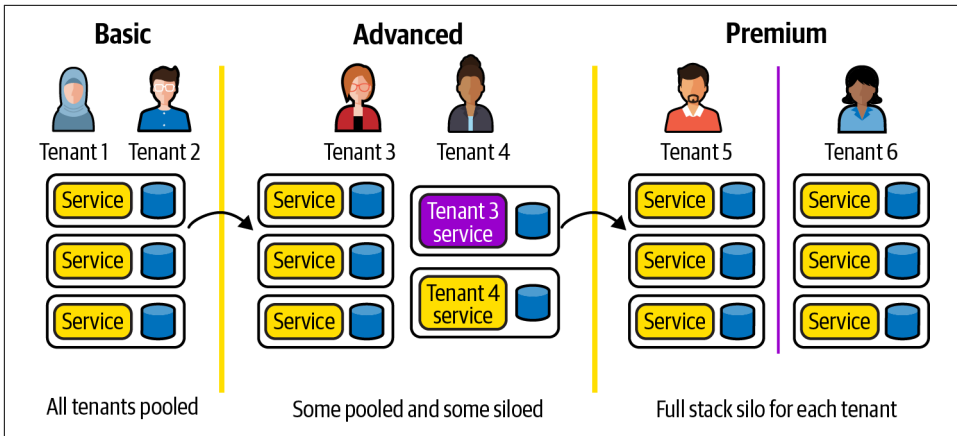 Basic
Advanced
Premium
Tenant 1
Tenant 2
Tenant 3
Tenant 4
Tenant 5
Tenant 6
Service
Service
Service
Service
Service
Service
Tenant 3
service
Tenant 4
service
Service
Service
Service
Service
Service
Service
All tenants pooled
Some pooled and some siloed
Full stack silo for each tenant